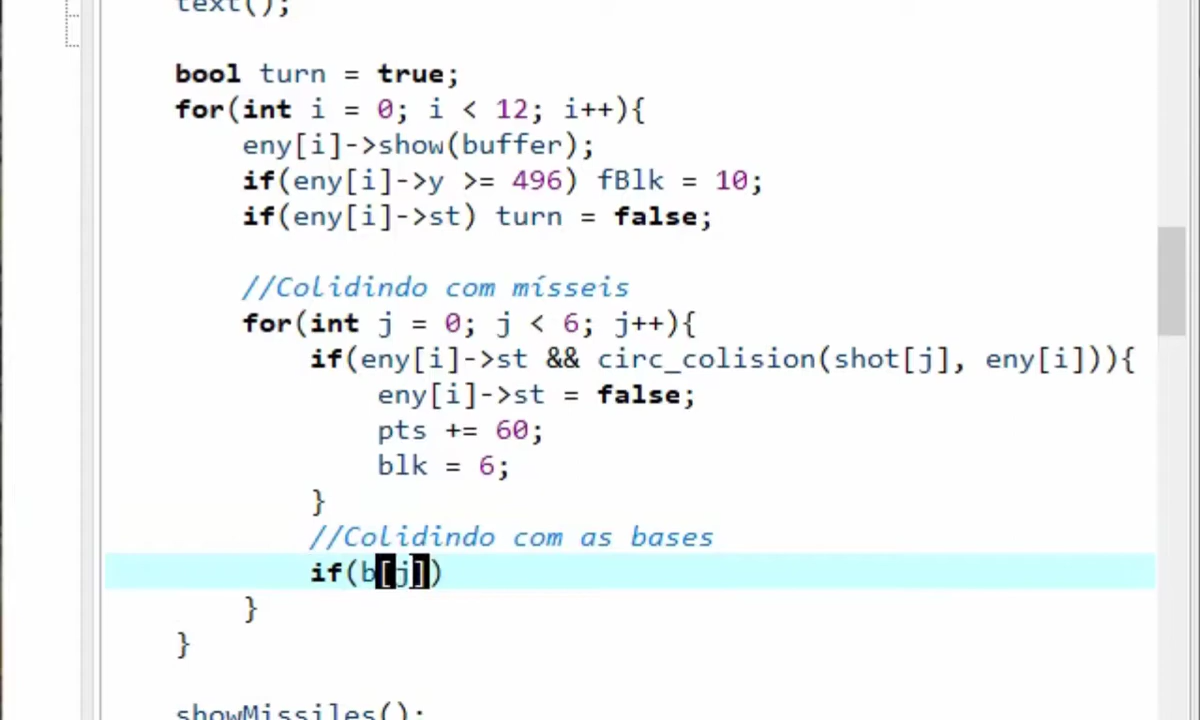 text();
bool turn = true;
for(int i = 0; i < 12; i++){
eny[i]->show(buffer);
if(eny[i]->y >= 496) fBlk = 10;
if(eny[i]->st) turn = false;
//Colidindo com mísseis
for(int j = 0; j < 6; j++){
if(eny[i]->st && circ_colision(shot[j], eny[i])){
eny[i]->st = false;
pts += 60;
blk = 6;
}
//Colidindo com as bases
if(b[j])
}
}
showMissiles();